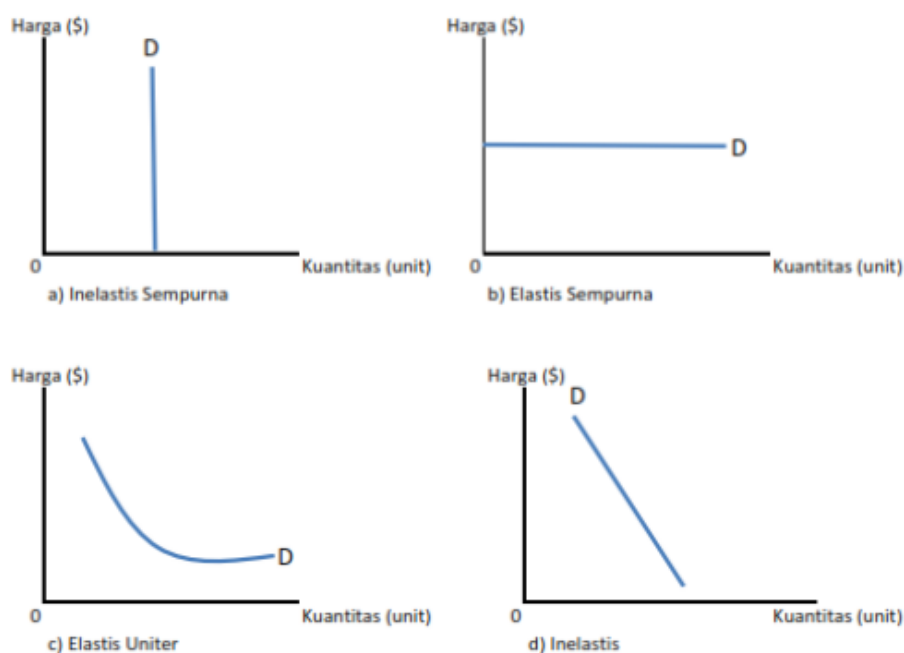 Harga ($)
D
0
Kuantitas (unit)
a) Inelastis Sempurna
Harga ($)
D
0
Kuantitas (unit)
b) Elastis Sempurna
Harga ($)
D
0
Kuantitas (unit)
c) Elastis Uniter
Harga ($)
D
0
Kuantitas (unit)
d) Inelastis